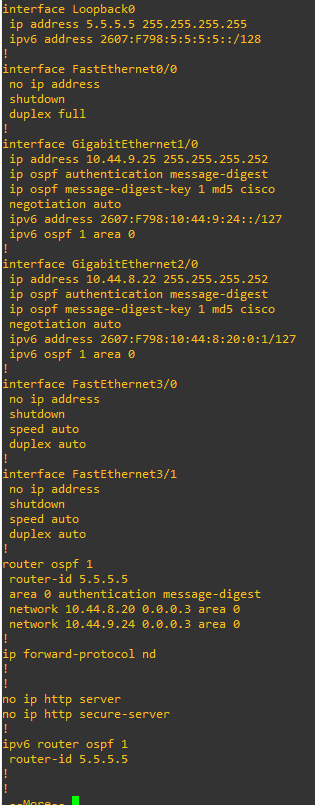 interface Loopback0
 ip address 5.5.5.5 255.255.255.255
 ipv6 address 2607:F798:5:5:5:5::/128
!
interface FastEthernet0/0
 no ip address
 shutdown
 duplex full
!
interface GigabitEthernet1/0
 ip address 10.44.9.25 255.255.255.252
 ip ospf authentication message-digest
 ip ospf message-digest-key 1 md5 cisco
 negotiation auto
 ipv6 address 2607:F798:10:44:9:24::/127
 ipv6 ospf 1 area 0
!
interface GigabitEthernet2/0
 ip address 10.44.8.22 255.255.255.252
 ip ospf authentication message-digest
 ip ospf message-digest-key 1 md5 cisco
 negotiation auto
 ipv6 address 2607:F798:10:44:8:20:0:1/127
 ipv6 ospf 1 area 0
!
interface FastEthernet3/0
 no ip address
 shutdown
 speed auto
 duplex auto
!
interface FastEthernet3/1
 no ip address
 shutdown
 speed auto
 duplex auto
!
router ospf 1
 router-id 5.5.5.5
 area 0 authentication message-digest
 network 10.44.8.20 0.0.0.3 area 0
 network 10.44.9.24 0.0.0.3 area 0
!
ip forward-protocol nd
!
!
no ip http server
no ip http secure-server
!
ipv6 router ospf 1
 router-id 5.5.5.5
!
!
 --More--